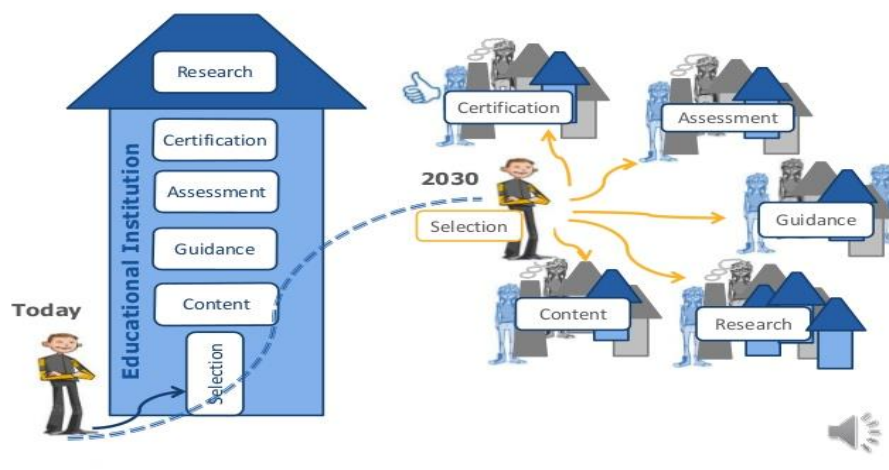 Research
Certification
Assessment
Guidance
Content
Selection
Educational Institution
Today
2030
Selection
Certification
Assessment
Guidance
Content
Research